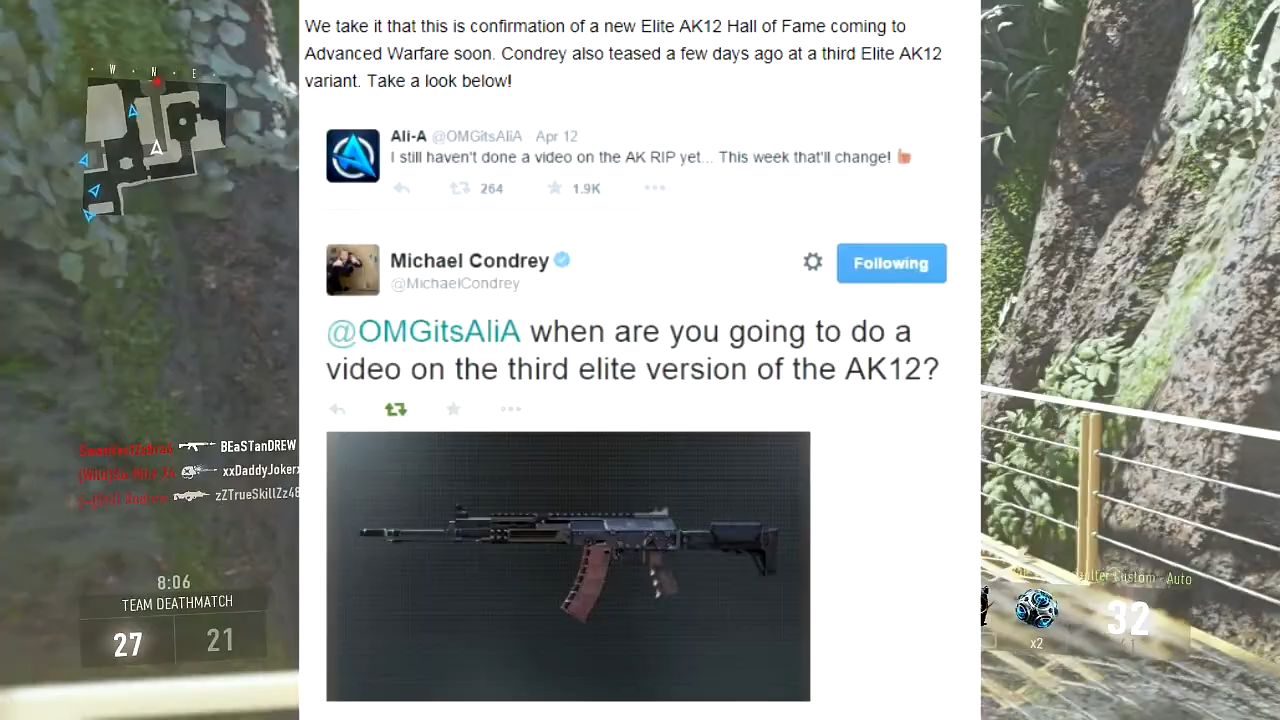 We take it that this is confirmation of a new Elite AK12 Hall of Fame coming to
Advanced Warfare soon. Condrey also teased a few days ago at a third Elite AK12
variant. Take a look below!
W N E
Ali-A @OMGitsAliA Apr 12
I still haven't done a video on the AK RIP yet... This week that'll change!
264 1.9K
Michael Condrey
@MichaelCondrey
Following
@OMGitsAliA when are you going to do a
video on the third elite version of the AK12?
BEaSTanDREW
xxDaddyJokerx
zZTrueSkillZz48
8:06
TEAM DEATHMATCH
27 21
Custom - Auto
32
x2